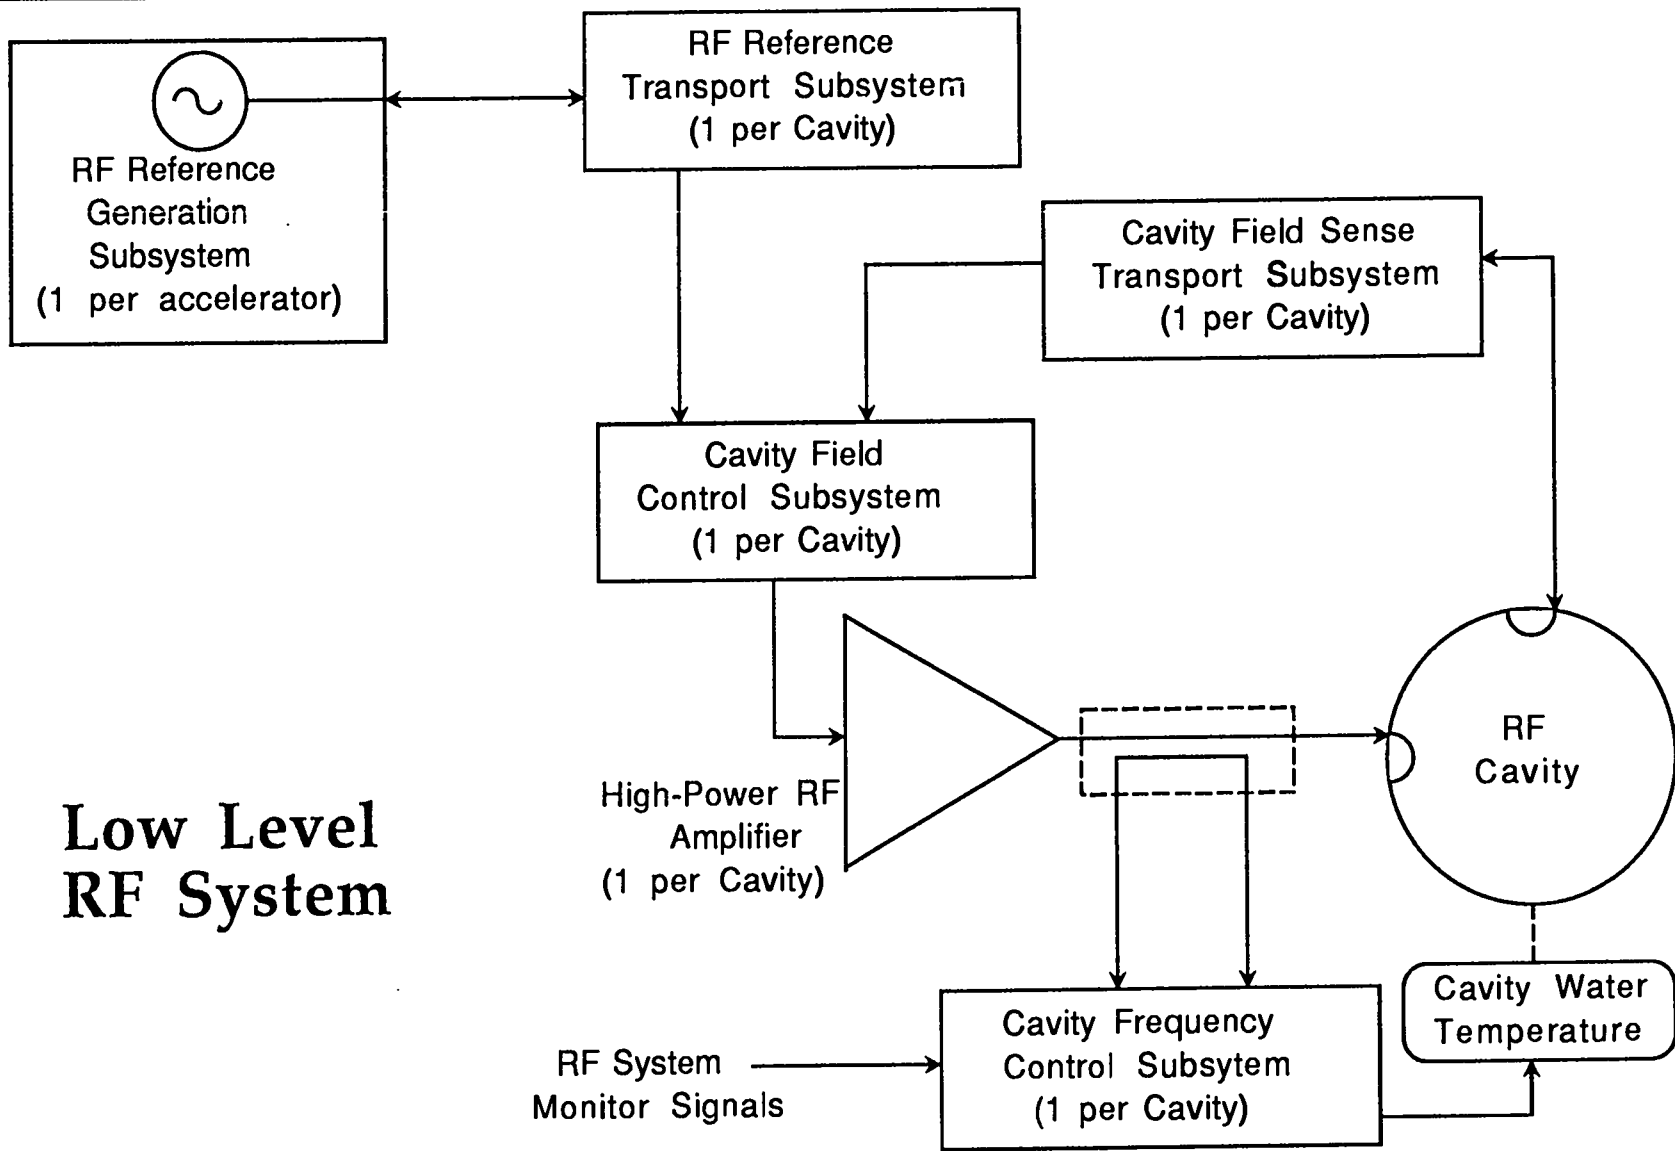 RF Reference
Transport Subsystem
(1 per Cavity)
RF Reference
Generation
Subsystem
(1 per accelerator)
Cavity Field Sense
Transport Subsystem
(1 per Cavity)
Cavity Field
Control Subsystem
(1 per Cavity)
RF
Cavity
High-Power RF
Amplifier
(1 per Cavity)
Low Level
RF System
Cavity Water
Temperature
Cavity Frequency
Control Subsytem
(1 per Cavity)
RF System
Monitor Signals